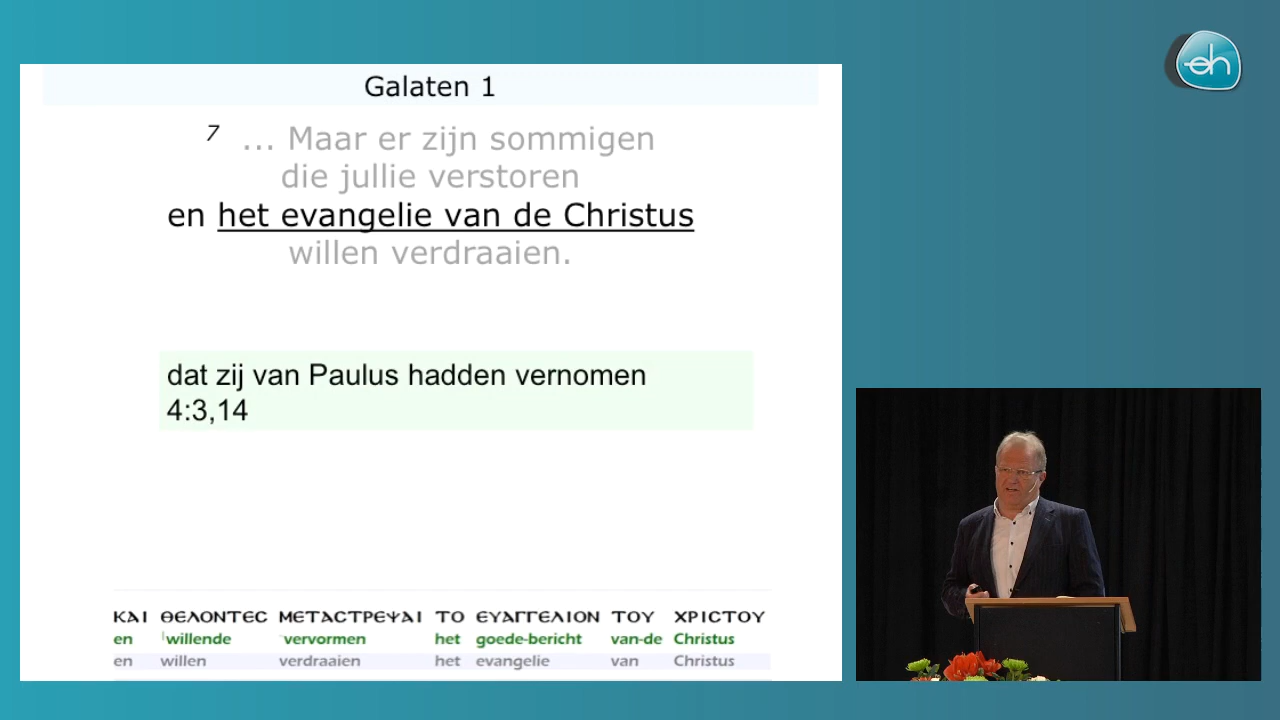 eh
Galaten 1
7 ... Maar er zijn sommigen
die jullie verstoren
en het evangelie van de Christus
willen verdraaien.
dat zij van Paulus hadden vernomen
4:3,14
ΚΑΙ ΘΕΛΟΝΤΕϹ ΜΕΤΑϹΤΡΕΨΑΙ ΤΟ ΕΥΑΓΓΕΛΙΟΝ ΤΟΥ ΧΡΙϹΤΟΥ
en willende vervormen het goede-bericht van-de Christus
en willen verdraaien het evangelie van Christus